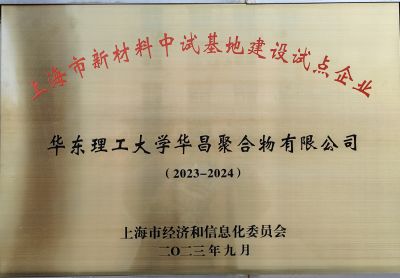 上海市新材料中试基地建设试点企业
华东理工大学华昌聚合物有限公司
(2023-2024)
上海市经济和信息化委员会
二〇二三年九月